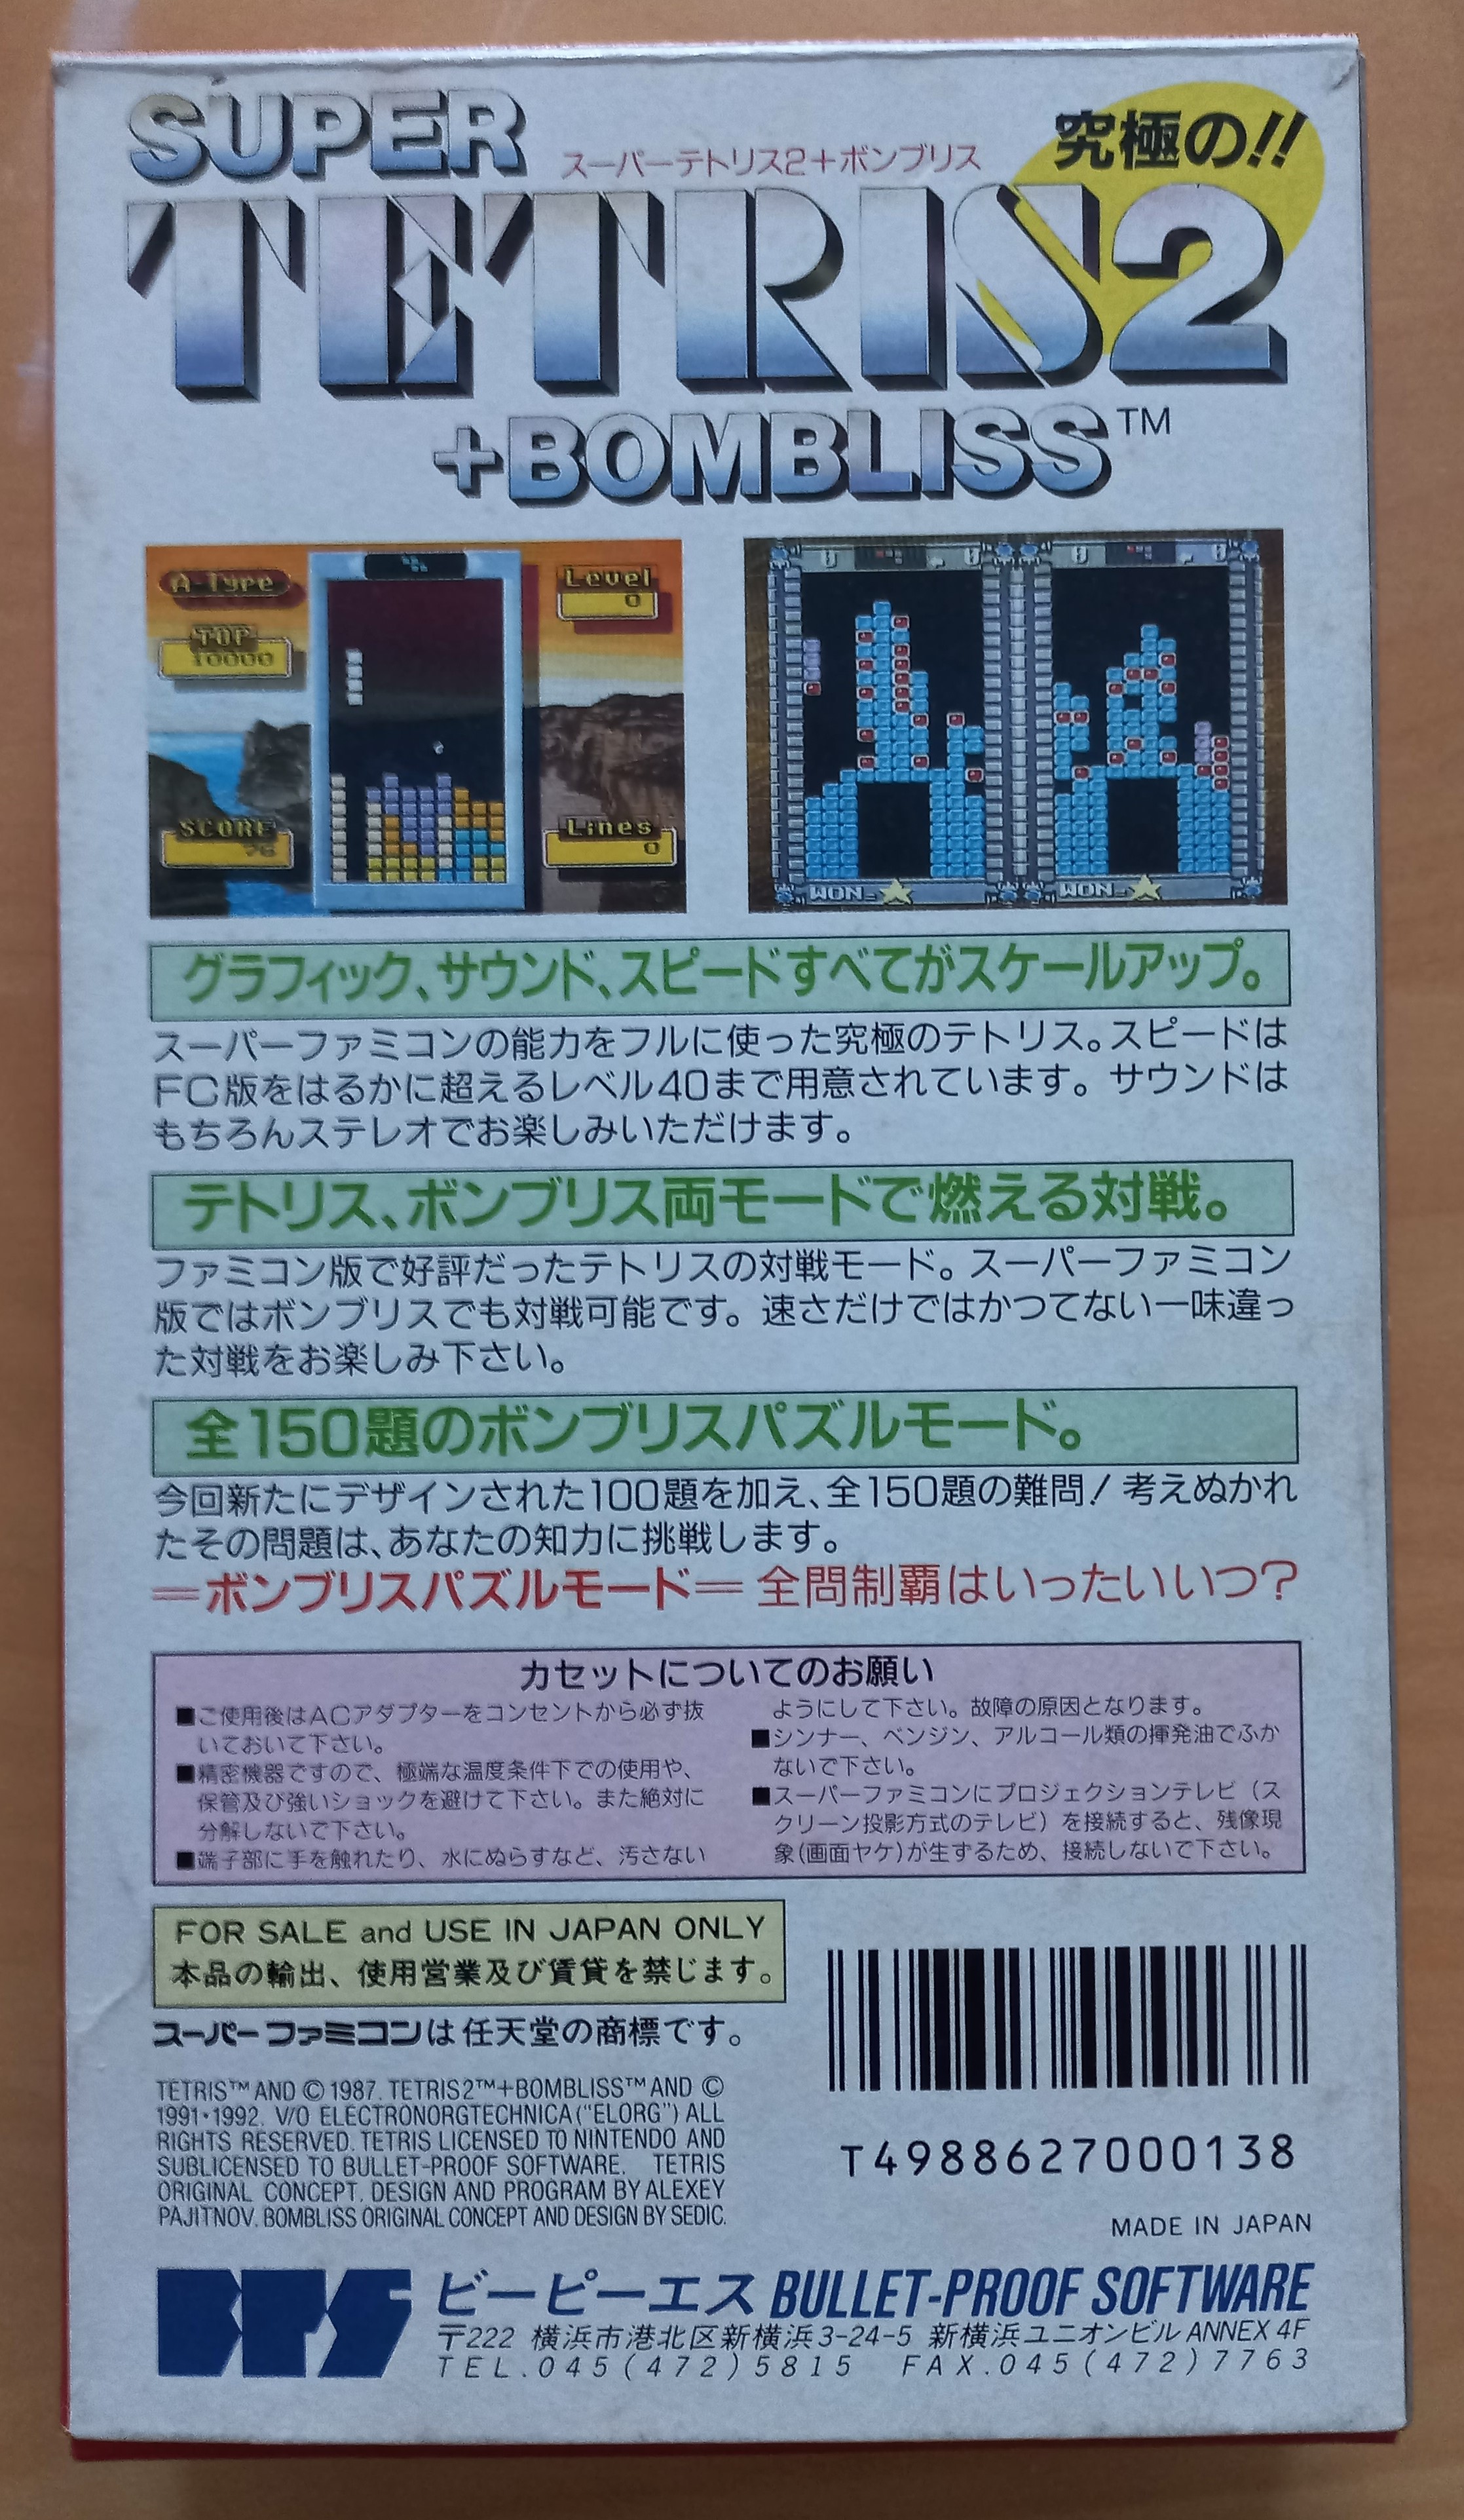 SUPER
スーパーテトリス2+ボンブリス
究極の!!
TETRIS2
+BOMBLISS™
A-Type
TOP
10000
SCORE
76
Level
0
Lines
0
0 0 0 0
WON= WON=
グラフィック、サウンド、スピードすべてがスケールアップ。
スーパーファミコンの能力をフルに使った究極のテトリス。スピードは
FC版をはるかに超えるレベル40まで用意されています。サウンドは
もちろんステレオでお楽しみいただけます。
テトリス、ボンブリス両モードで燃える対戦。
ファミコン版で好評だったテトリスの対戦モード。スーパーファミコン
版ではボンブリスでも対戦可能です。速さだけではかつてない一味違っ
た対戦をお楽しみ下さい。
全150題のボンブリスパズルモード。
今回新たにデザインされた100題を加え、全150題の難問!考えぬかれ
たその問題は、あなたの知力に挑戦します。
=ボンブリスパズルモード=全問制覇はいったいいつ?
カセットについてのお願い
■ご使用後はACアダプターをコンセントから必ず抜
いておいて下さい。
■精密機器ですので、極端な温度条件下での使用や、
保管及び強いショックを避けて下さい。また絶対に
分解しないで下さい。
■端子部に手を触れたり、水にぬらすなど、汚さない
ようにして下さい。故障の原因となります。
■シンナー、ベンジン、アルコール類の揮発油でふか
ないで下さい。
■スーパーファミコンにプロジェクションテレビ(ス
クリーン投影方式のテレビ)を接続すると、残像現
象(画面ヤケ)が生ずるため、接続しないで下さい。
FOR SALE and USE IN JAPAN ONLY
本品の輸出、使用営業及び賃貸を禁じます。
スーパーファミコンは任天堂の商標です。
TETRIS™ AND © 1987. TETRIS2™+BOMBLISS™ AND ©
1991・1992. V/O ELECTRONORGTECHNICA ("ELORG") ALL
RIGHTS RESERVED. TETRIS LICENSED TO NINTENDO AND
SUBLICENSED TO BULLET-PROOF SOFTWARE. TETRIS
ORIGINAL CONCEPT. DESIGN AND PROGRAM BY ALEXEY
PAJITNOV. BOMBLISS ORIGINAL CONCEPT AND DESIGN BY SEDIC.
T4988627000138
MADE IN JAPAN
BPS ビーピーエス BULLET-PROOF SOFTWARE
〒222 横浜市港北区新横浜3-24-5 新横浜ユニオンビル ANNEX 4F
TEL.045(472)5815 FAX.045(472)7763